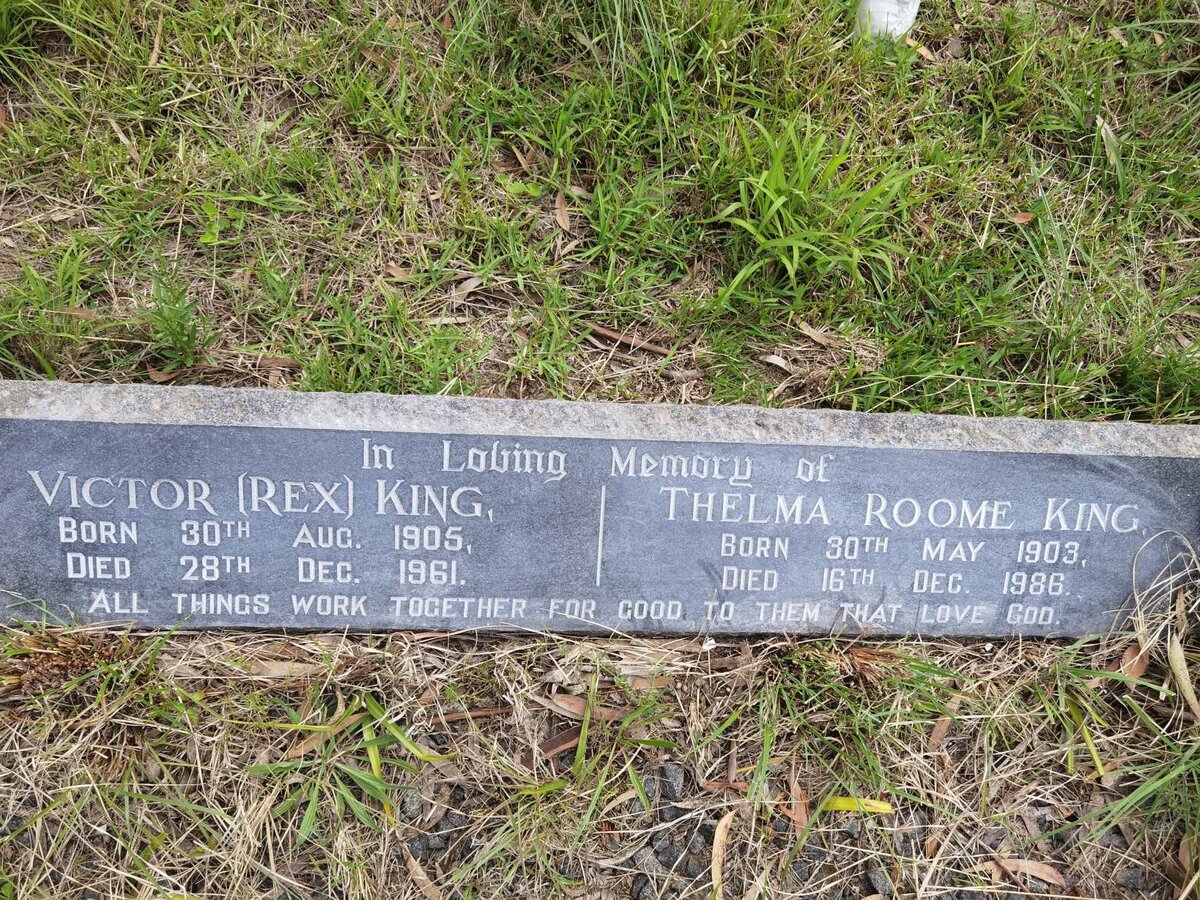 In Loving Memory of
VICTOR (REX) KING,
BORN 30TH AUG. 1905,
DIED 28TH DEC. 1961.
THELMA ROOME KING,
BORN 30TH MAY 1903,
DIED 16TH DEC. 1986.
ALL THINGS WORK TOGETHER FOR GOOD TO THEM THAT LOVE GOD.